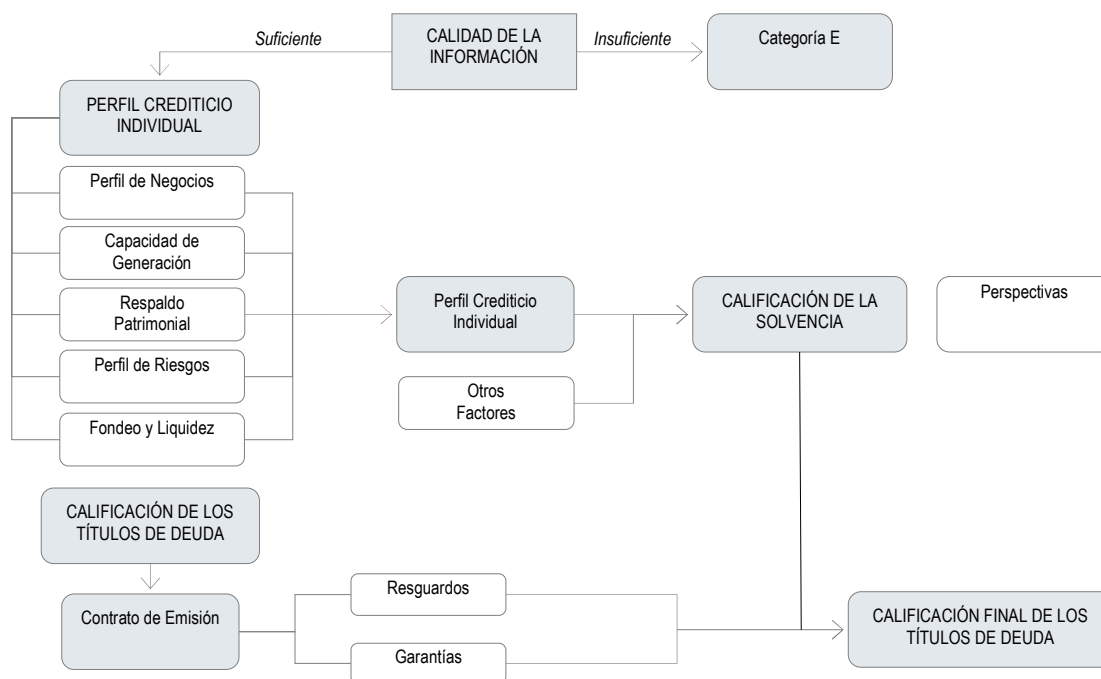 Suficiente
CALIDAD DE LA
INFORMACIÓN
Insuficiente
Categoría E
PERFIL CREDITICIO
INDIVIDUAL
Perfil de Negocios
Capacidad de
Generación
Respaldo
Patrimonial
Perfil de Riesgos
Fondeo y Liquidez
Perfil Crediticio
Individual
Otros
Factores
CALIFICACIÓN DE LA
SOLVENCIA
Perspectivas
CALIFICACIÓN DE LOS
TÍTULOS DE DEUDA
Contrato de Emisión
Resguardos
Garantías
CALIFICACIÓN FINAL DE LOS
TÍTULOS DE DEUDA